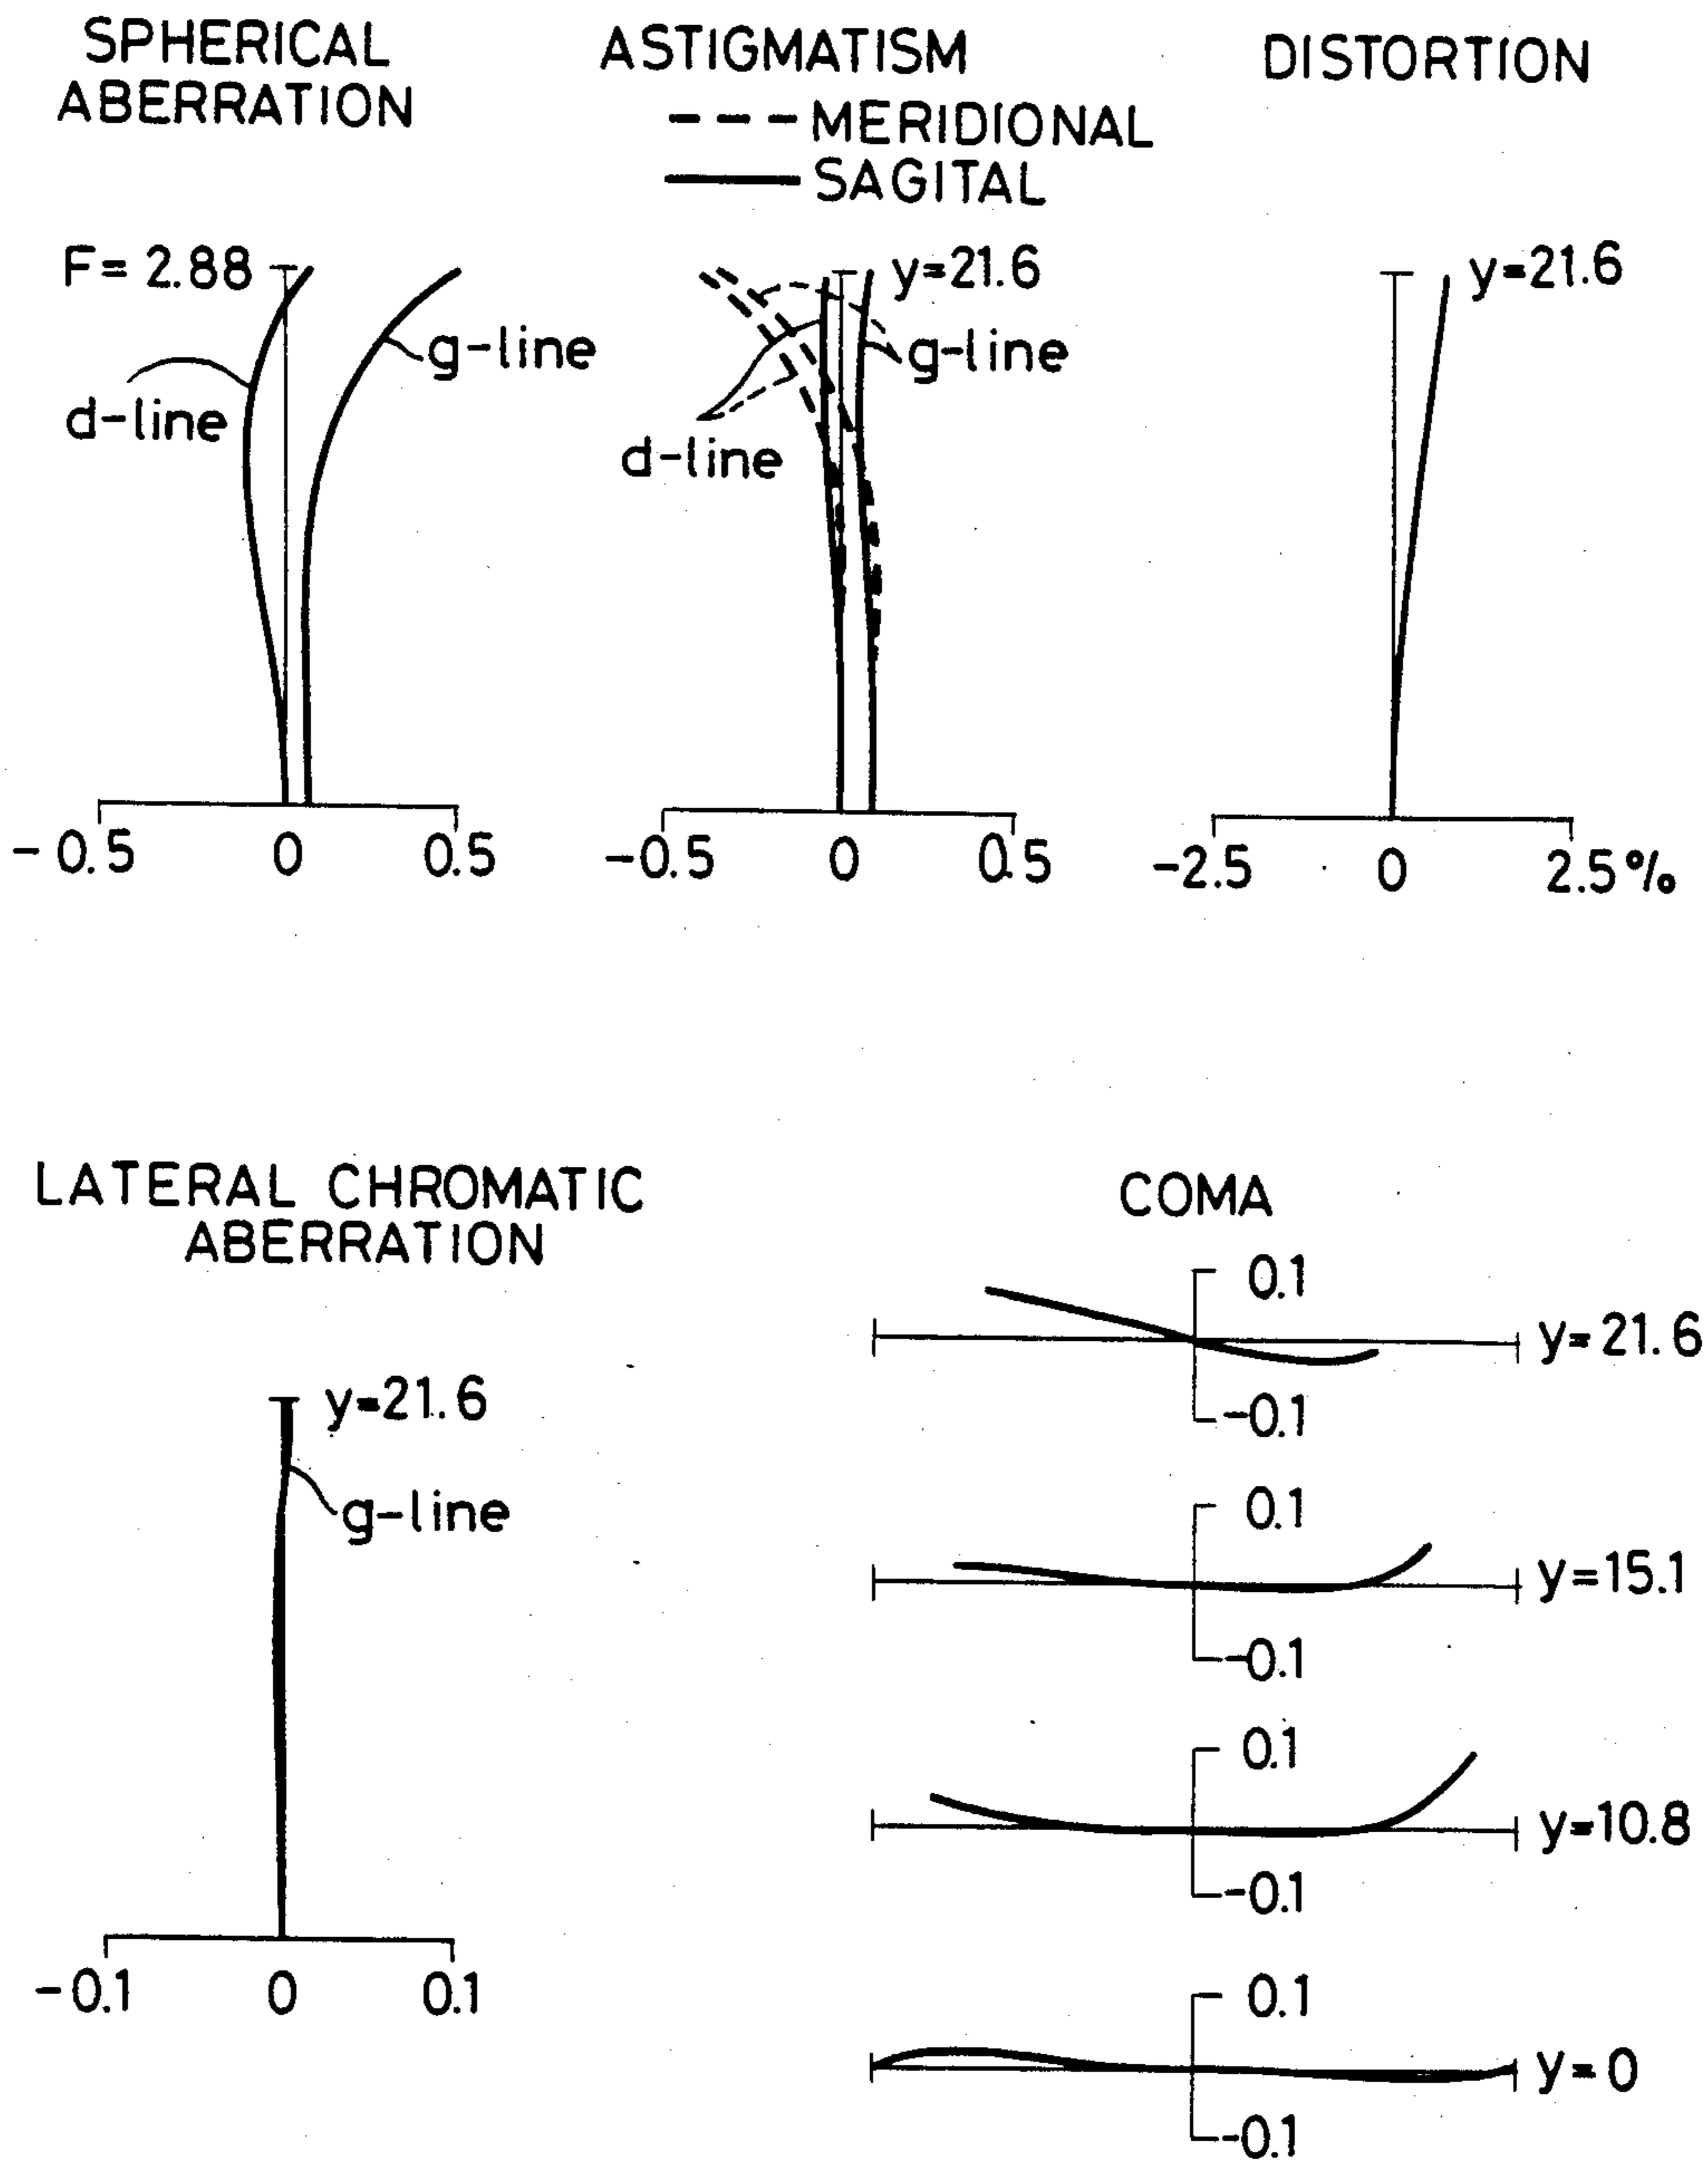 SPHERICAL
ABERRATION
F=2.88
d-line
g-line
-0.5 0 0.5
ASTIGMATISM
--- MERIDIONAL
SAGITAL
y=21.6
g-line
d-line
-0.5 0 0.5
DISTORTION
y=21.6
-2.5 0 2.5%
LATERAL CHROMATIC
ABERRATION
y=21.6
g-line
-0.1 0 0.1
COMA
0.1
y=21.6
-0.1
0.1
y=15.1
-0.1
0.1
y=10.8
-0.1
0.1
y=0
-0.1